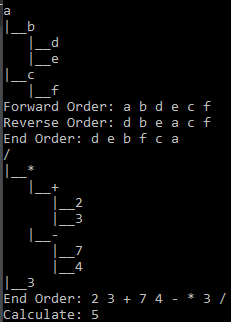 a
|__b
   |__d
   |__e
|__c
   |__f
Forward Order: a b d e c f
Reverse Order: d b e a c f
End Order: d e b f c a
/
|__*
   |__+
      |__2
      |__3
   |__-
      |__7
      |__4
|__3
End Order: 2 3 + 7 4 - * 3 /
Calculate: 5